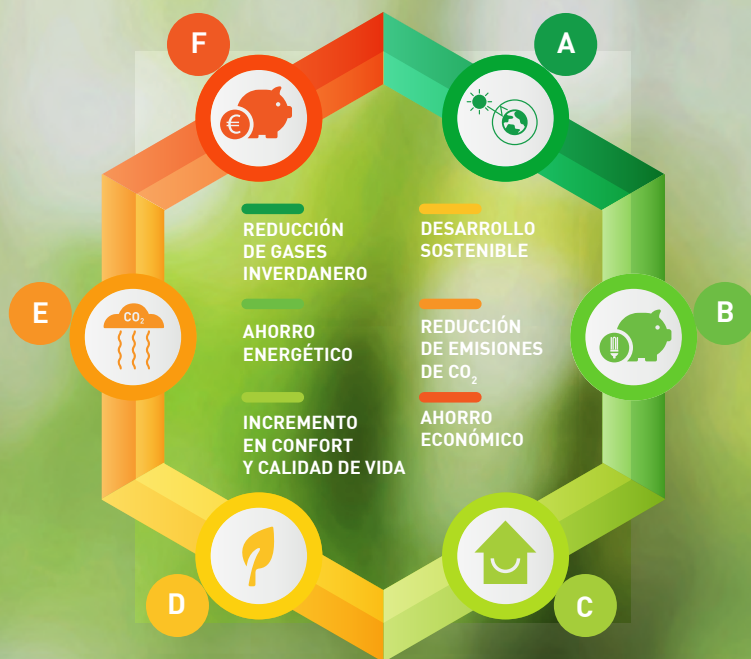 F
A
€
REDUCCIÓN
DE GASES
INVERDANERO
DESARROLLO
SOSTENIBLE
E
CO₂
B
AHORRO
ENERGÉTICO
REDUCCIÓN
DE EMISIONES
DE CO₂
INCREMENTO
EN CONFORT
Y CALIDAD DE VIDA
AHORRO
ECONÓMICO
D
C